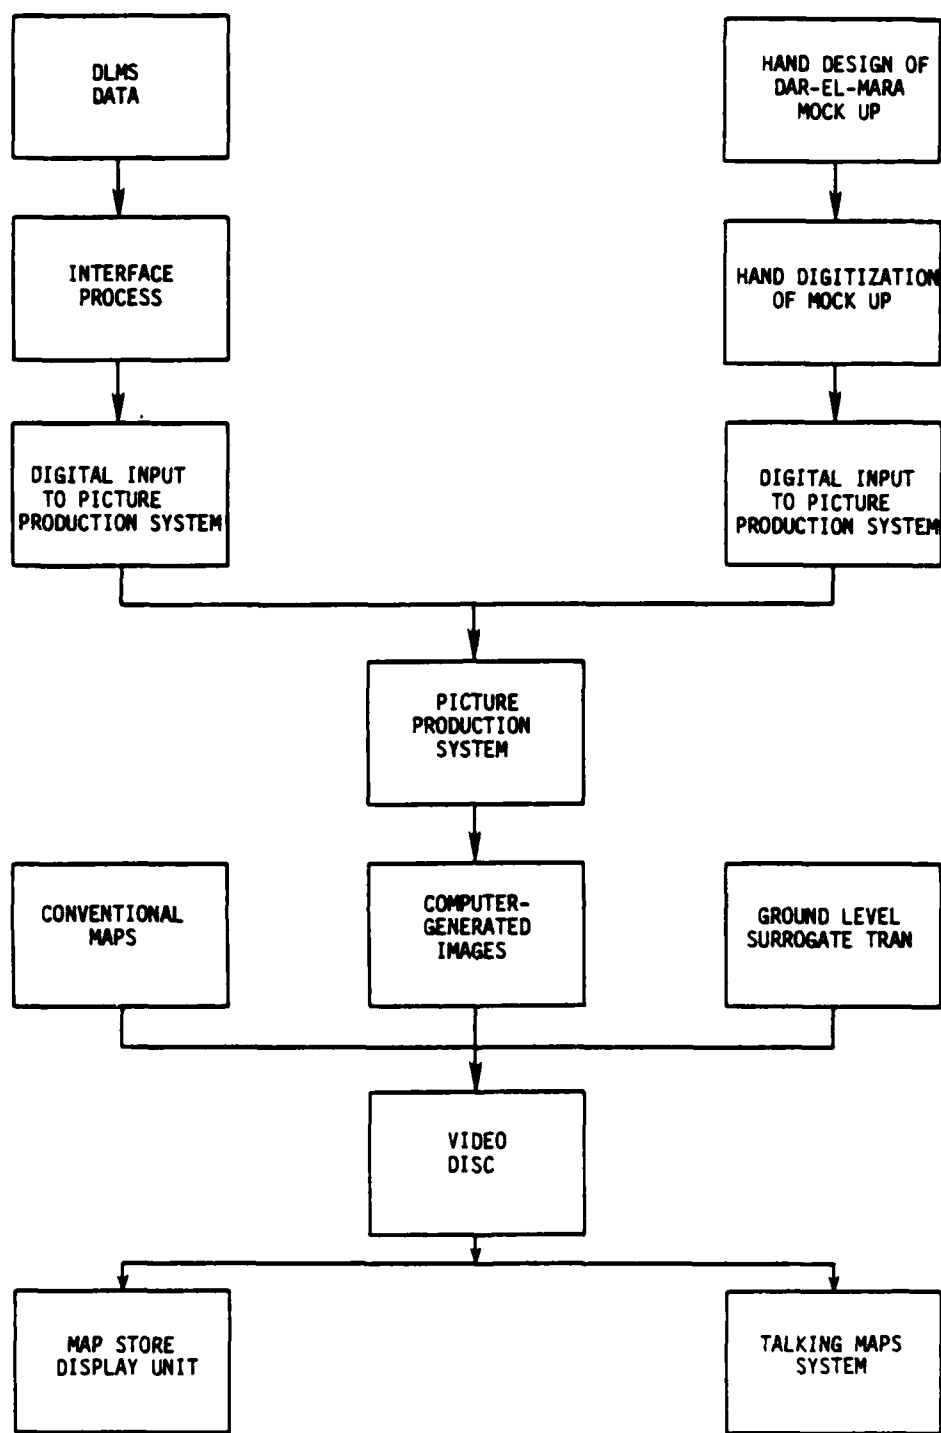 DLMS
DATA
HAND DESIGN OF
DAR-EL-MARA
MOCK UP
INTERFACE
PROCESS
HAND DIGITIZATION
OF MOCK UP
DIGITAL INPUT
TO PICTURE
PRODUCTION SYSTEM
DIGITAL INPUT
TO PICTURE
PRODUCTION SYSTEM
PICTURE
PRODUCTION
SYSTEM
CONVENTIONAL
MAPS
COMPUTER-
GENERATED
IMAGES
GROUND LEVEL
SURROGATE TRAN
VIDEO
DISC
MAP STORE
DISPLAY UNIT
TALKING MAPS
SYSTEM